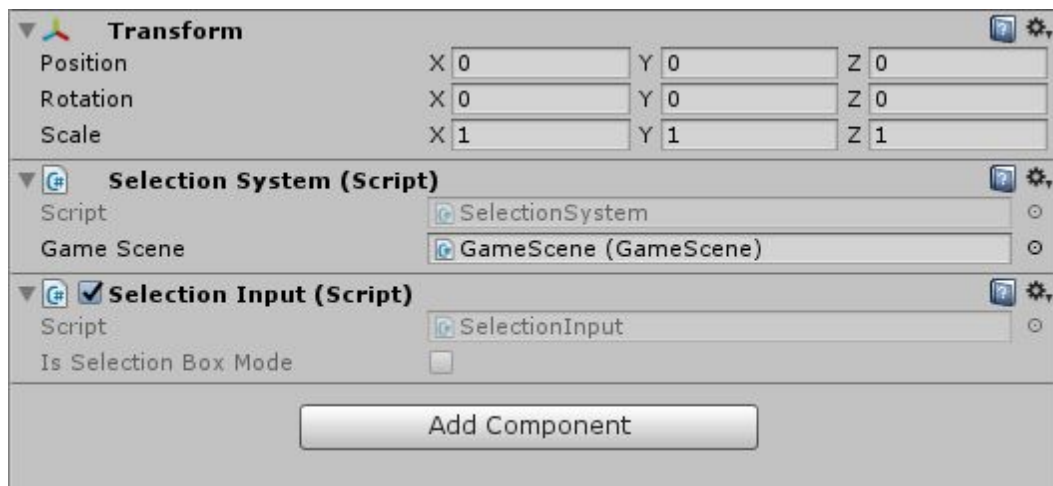 Transform
Position X 0 Y 0 Z 0
Rotation X 0 Y 0 Z 0
Scale X 1 Y 1 Z 1
Selection System (Script)
Script SelectionSystem
Game Scene GameScene (GameScene)
Selection Input (Script)
Script SelectionInput
Is Selection Box Mode
Add Component